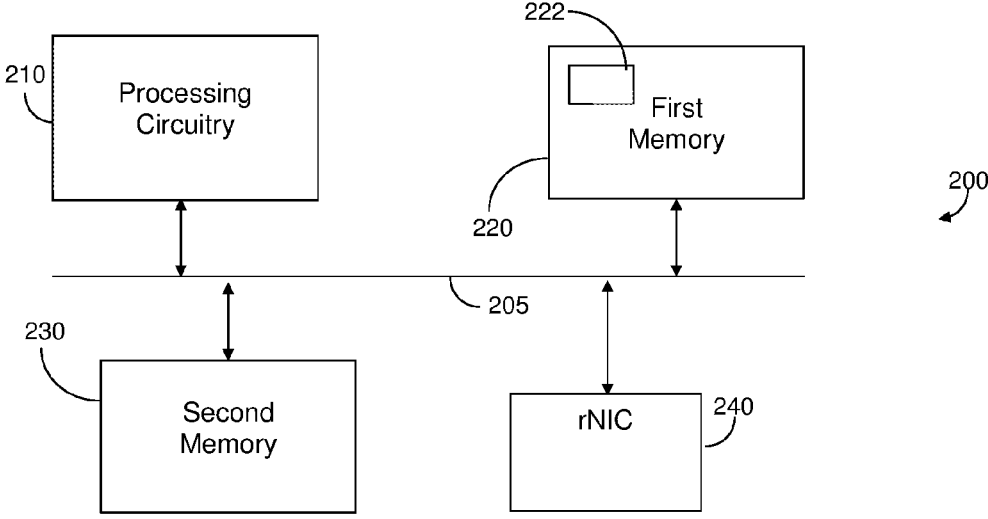 222
210
Processing
Circuitry
First
Memory
200
220
205
230
Second
Memory
rNIC
240